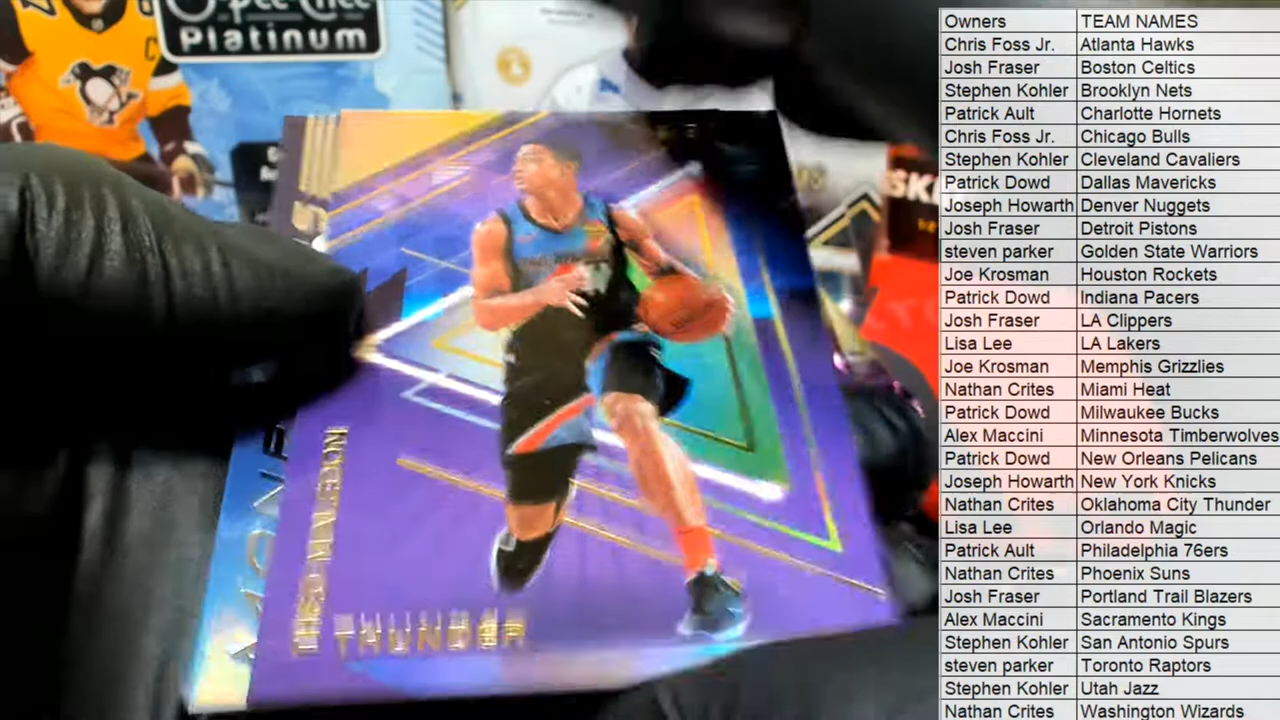 O-Pee-Chee
Platinum
C
SKY
THEO MALEDON
THUNDER
Owners TEAM NAMES
Chris Foss Jr. Atlanta Hawks
Josh Fraser Boston Celtics
Stephen Kohler Brooklyn Nets
Patrick Ault Charlotte Hornets
Chris Foss Jr. Chicago Bulls
Stephen Kohler Cleveland Cavaliers
Patrick Dowd Dallas Mavericks
Joseph Howarth Denver Nuggets
Josh Fraser Detroit Pistons
steven parker Golden State Warriors
Joe Krosman Houston Rockets
Patrick Dowd Indiana Pacers
Josh Fraser LA Clippers
Lisa Lee LA Lakers
Joe Krosman Memphis Grizzlies
Nathan Crites Miami Heat
Patrick Dowd Milwaukee Bucks
Alex Maccini Minnesota Timberwolves
Patrick Dowd New Orleans Pelicans
Joseph Howarth New York Knicks
Nathan Crites Oklahoma City Thunder
Lisa Lee Orlando Magic
Patrick Ault Philadelphia 76ers
Nathan Crites Phoenix Suns
Josh Fraser Portland Trail Blazers
Alex Maccini Sacramento Kings
Stephen Kohler San Antonio Spurs
steven parker Toronto Raptors
Stephen Kohler Utah Jazz
Nathan Crites Washington Wizards